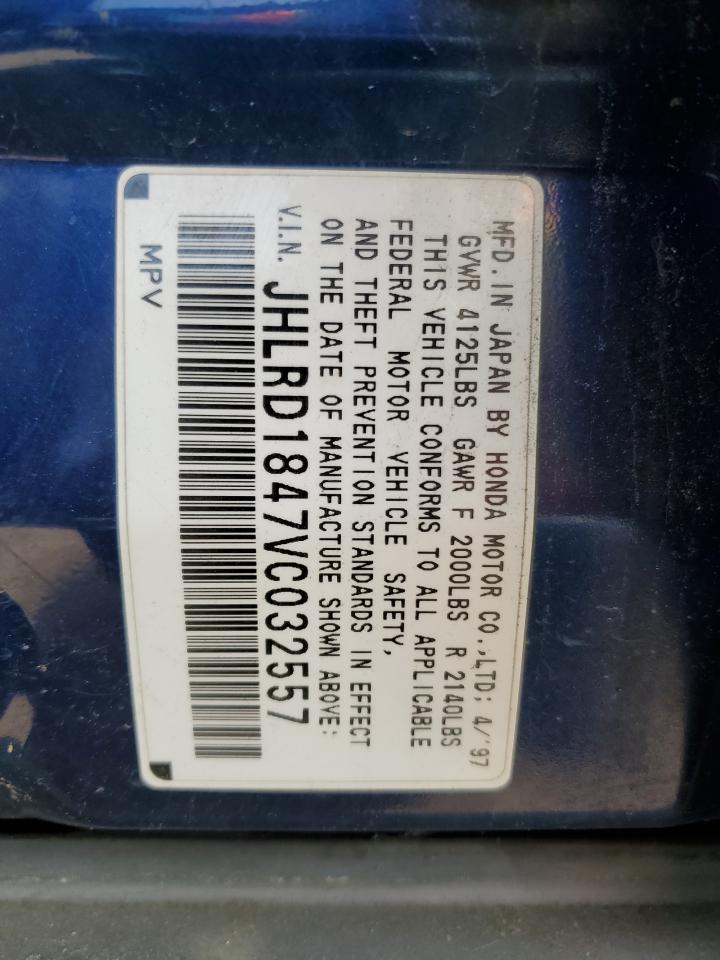 MFD. IN JAPAN BY HONDA MOTOR CO.,LTD; 4/'97
GVWR 4125LBS GAWR F 2000LBS R 2140LBS
THIS VEHICLE CONFORMS TO ALL APPLICABLE
FEDERAL MOTOR VEHICLE SAFETY,
AND THEFT PREVENTION STANDARDS IN EFFECT
ON THE DATE OF MANUFACTURE SHOWN ABOVE:
V.I.N. JHLRD1847VC032557
MPV